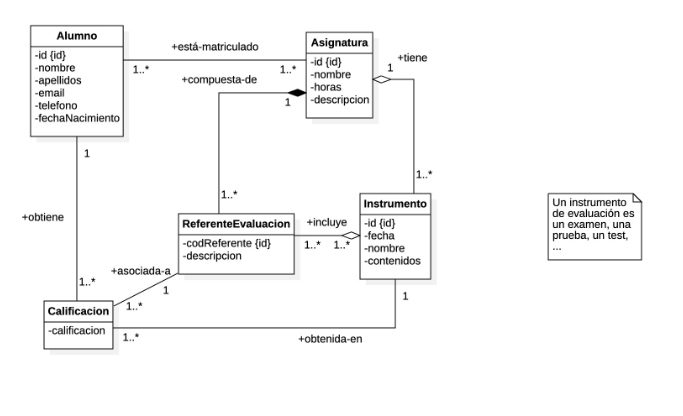 Alumno
-id {id}
-nombre
-apellidos
-email
-telefono
-fechaNacimiento
+está-matriculado
1..*
1..*
Asignatura
-id {id}
-nombre
-horas
-descripcion
+tiene
1
+compuesta-de
1
1..*
1..*
1
+obtiene
1..*
ReferenteEvaluacion
-codReferente {id}
-descripcion
+incluye
1..*
1..*
Instrumento
-id {id}
-fecha
-nombre
-contenidos
Un instrumento
de evaluación es
un examen, una
prueba, un test,
...
+asociada-a
1
1..*
Calificacion
-calificacion
1..*
1
+obtenida-en